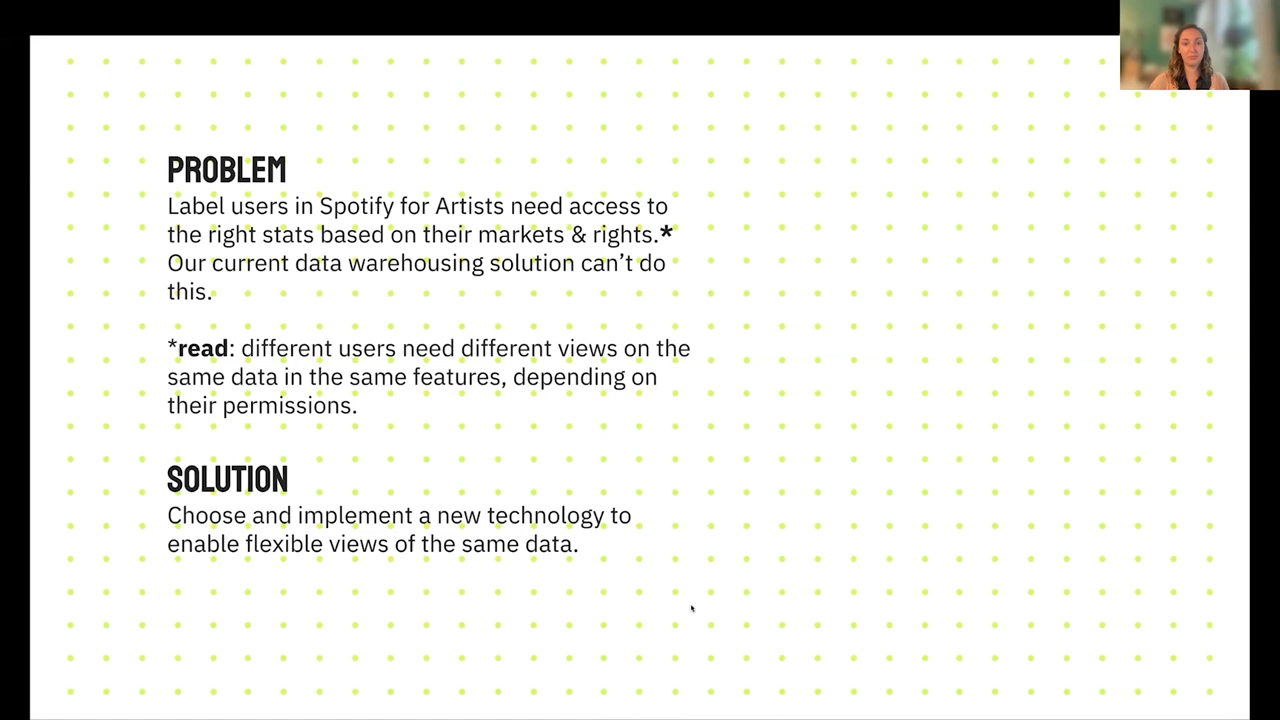 PROBLEM
Label users in Spotify for Artists need access to
the right stats based on their markets & rights.*
Our current data warehousing solution can’t do
this.
*read: different users need different views on the
same data in the same features, depending on
their permissions.
SOLUTION
Choose and implement a new technology to
enable flexible views of the same data.